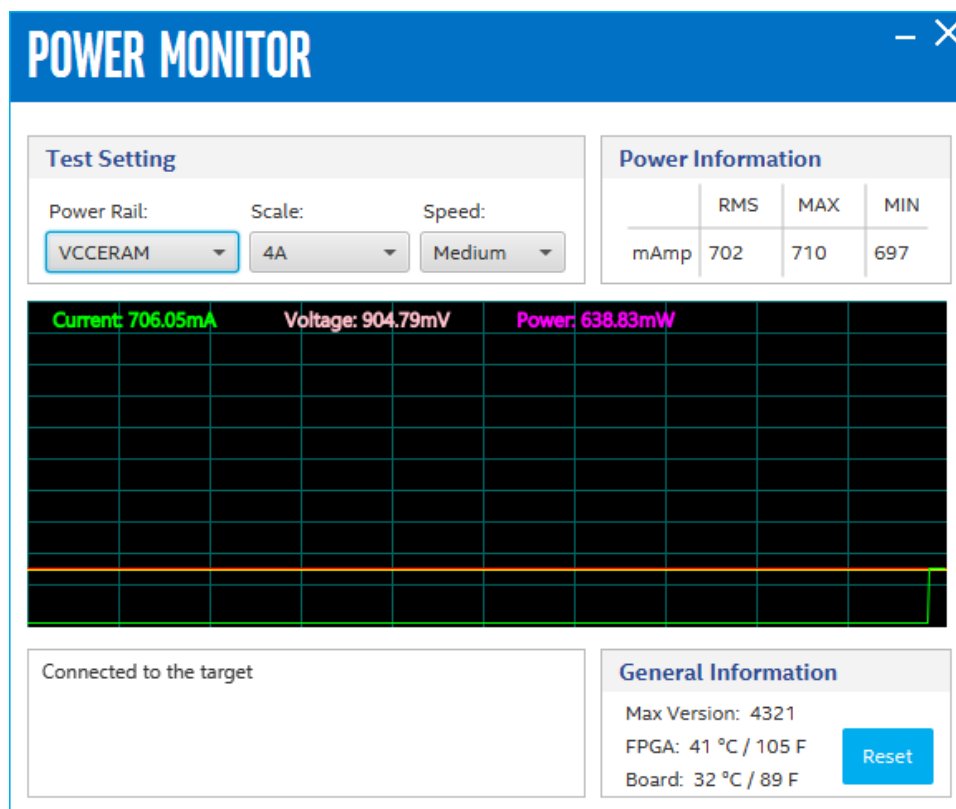 POWER MONITOR
Test Setting
Power Rail: Scale: Speed:
VCCERAM 4A Medium
Power Information
RMS MAX MIN
mAmp 702 710 697
Current: 706.05mA Voltage: 904.79mV Power: 638.83mW
Connected to the target
General Information
Max Version: 4321
FPGA: 41 °C / 105 F
Board: 32 °C / 89 F
Reset